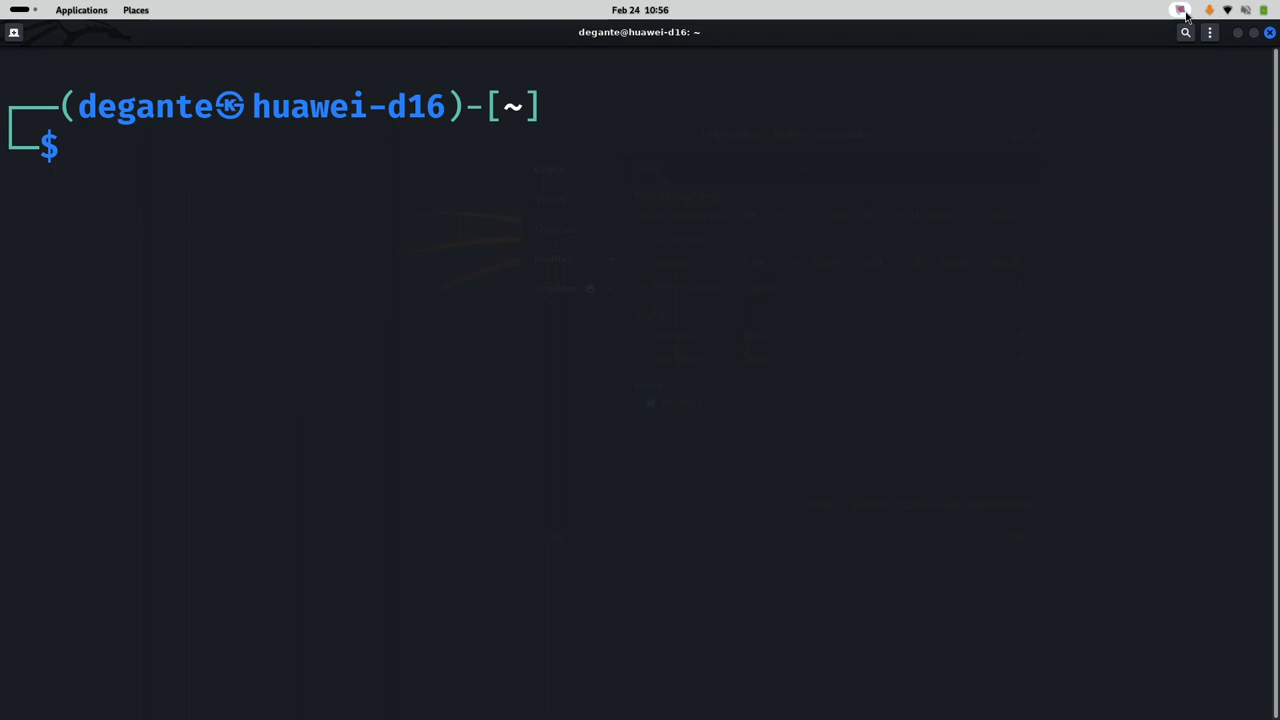 Applications Places Feb 24 10:56
degante@huawei-d16: ~
┌──(degante㉿huawei-d16)-[~]
└─$